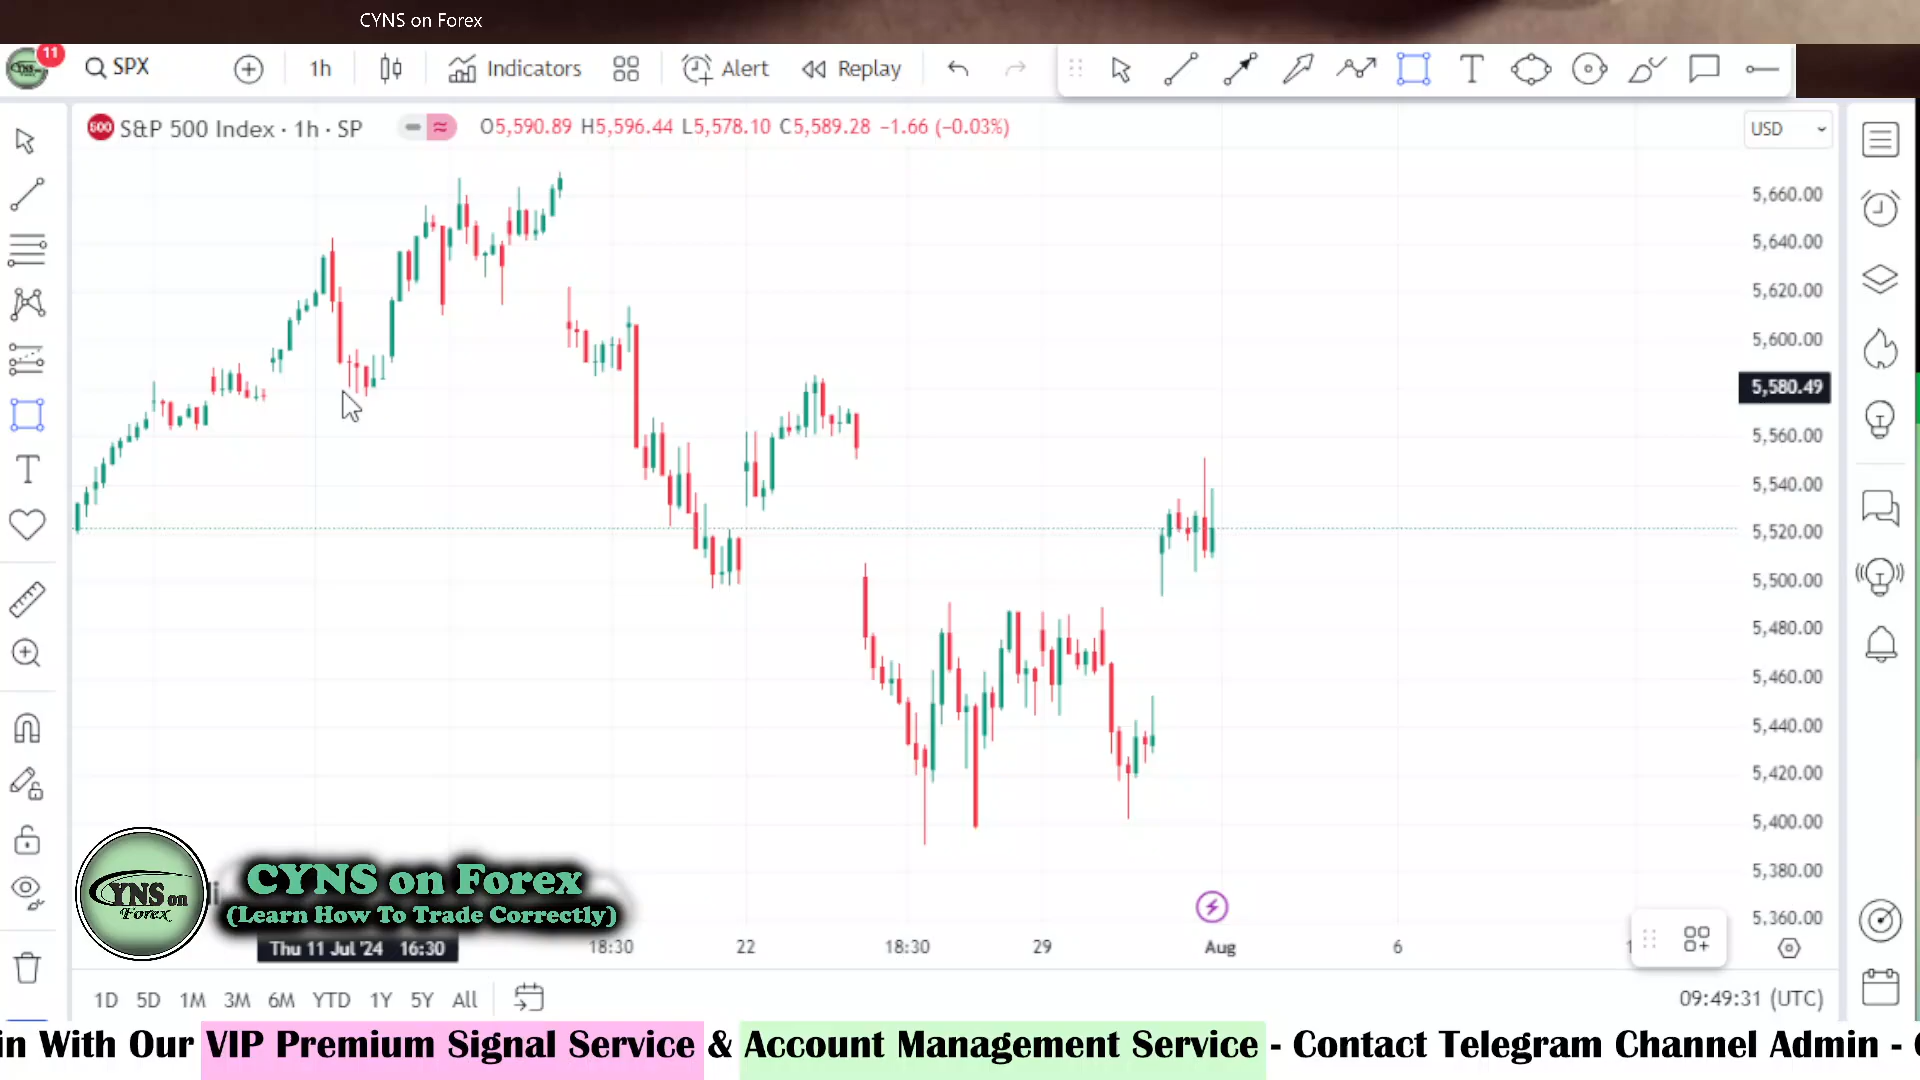 CYNS on Forex
11
SPX
1h
Indicators
Alert
Replay
500 S&P 500 Index · 1h · SP
O5,590.89 H5,596.44 L5,578.10 C5,589.28 −1.66 (−0.03%)
USD
5,660.00
5,640.00
5,620.00
5,600.00
5,580.49
5,560.00
5,540.00
5,520.00
5,500.00
5,480.00
5,460.00
5,440.00
5,420.00
5,400.00
5,380.00
5,360.00
CYNS on Forex
(Learn How To Trade Correctly)
YNS on
Forex
Thu 11 Jul '24 16:30
18:30
22
18:30
29
Aug
6
1D 5D 1M 3M 6M YTD 1Y 5Y All
09:49:31 (UTC)
in With Our VIP Premium Signal Service & Account Management Service - Contact Telegram Channel Admin -